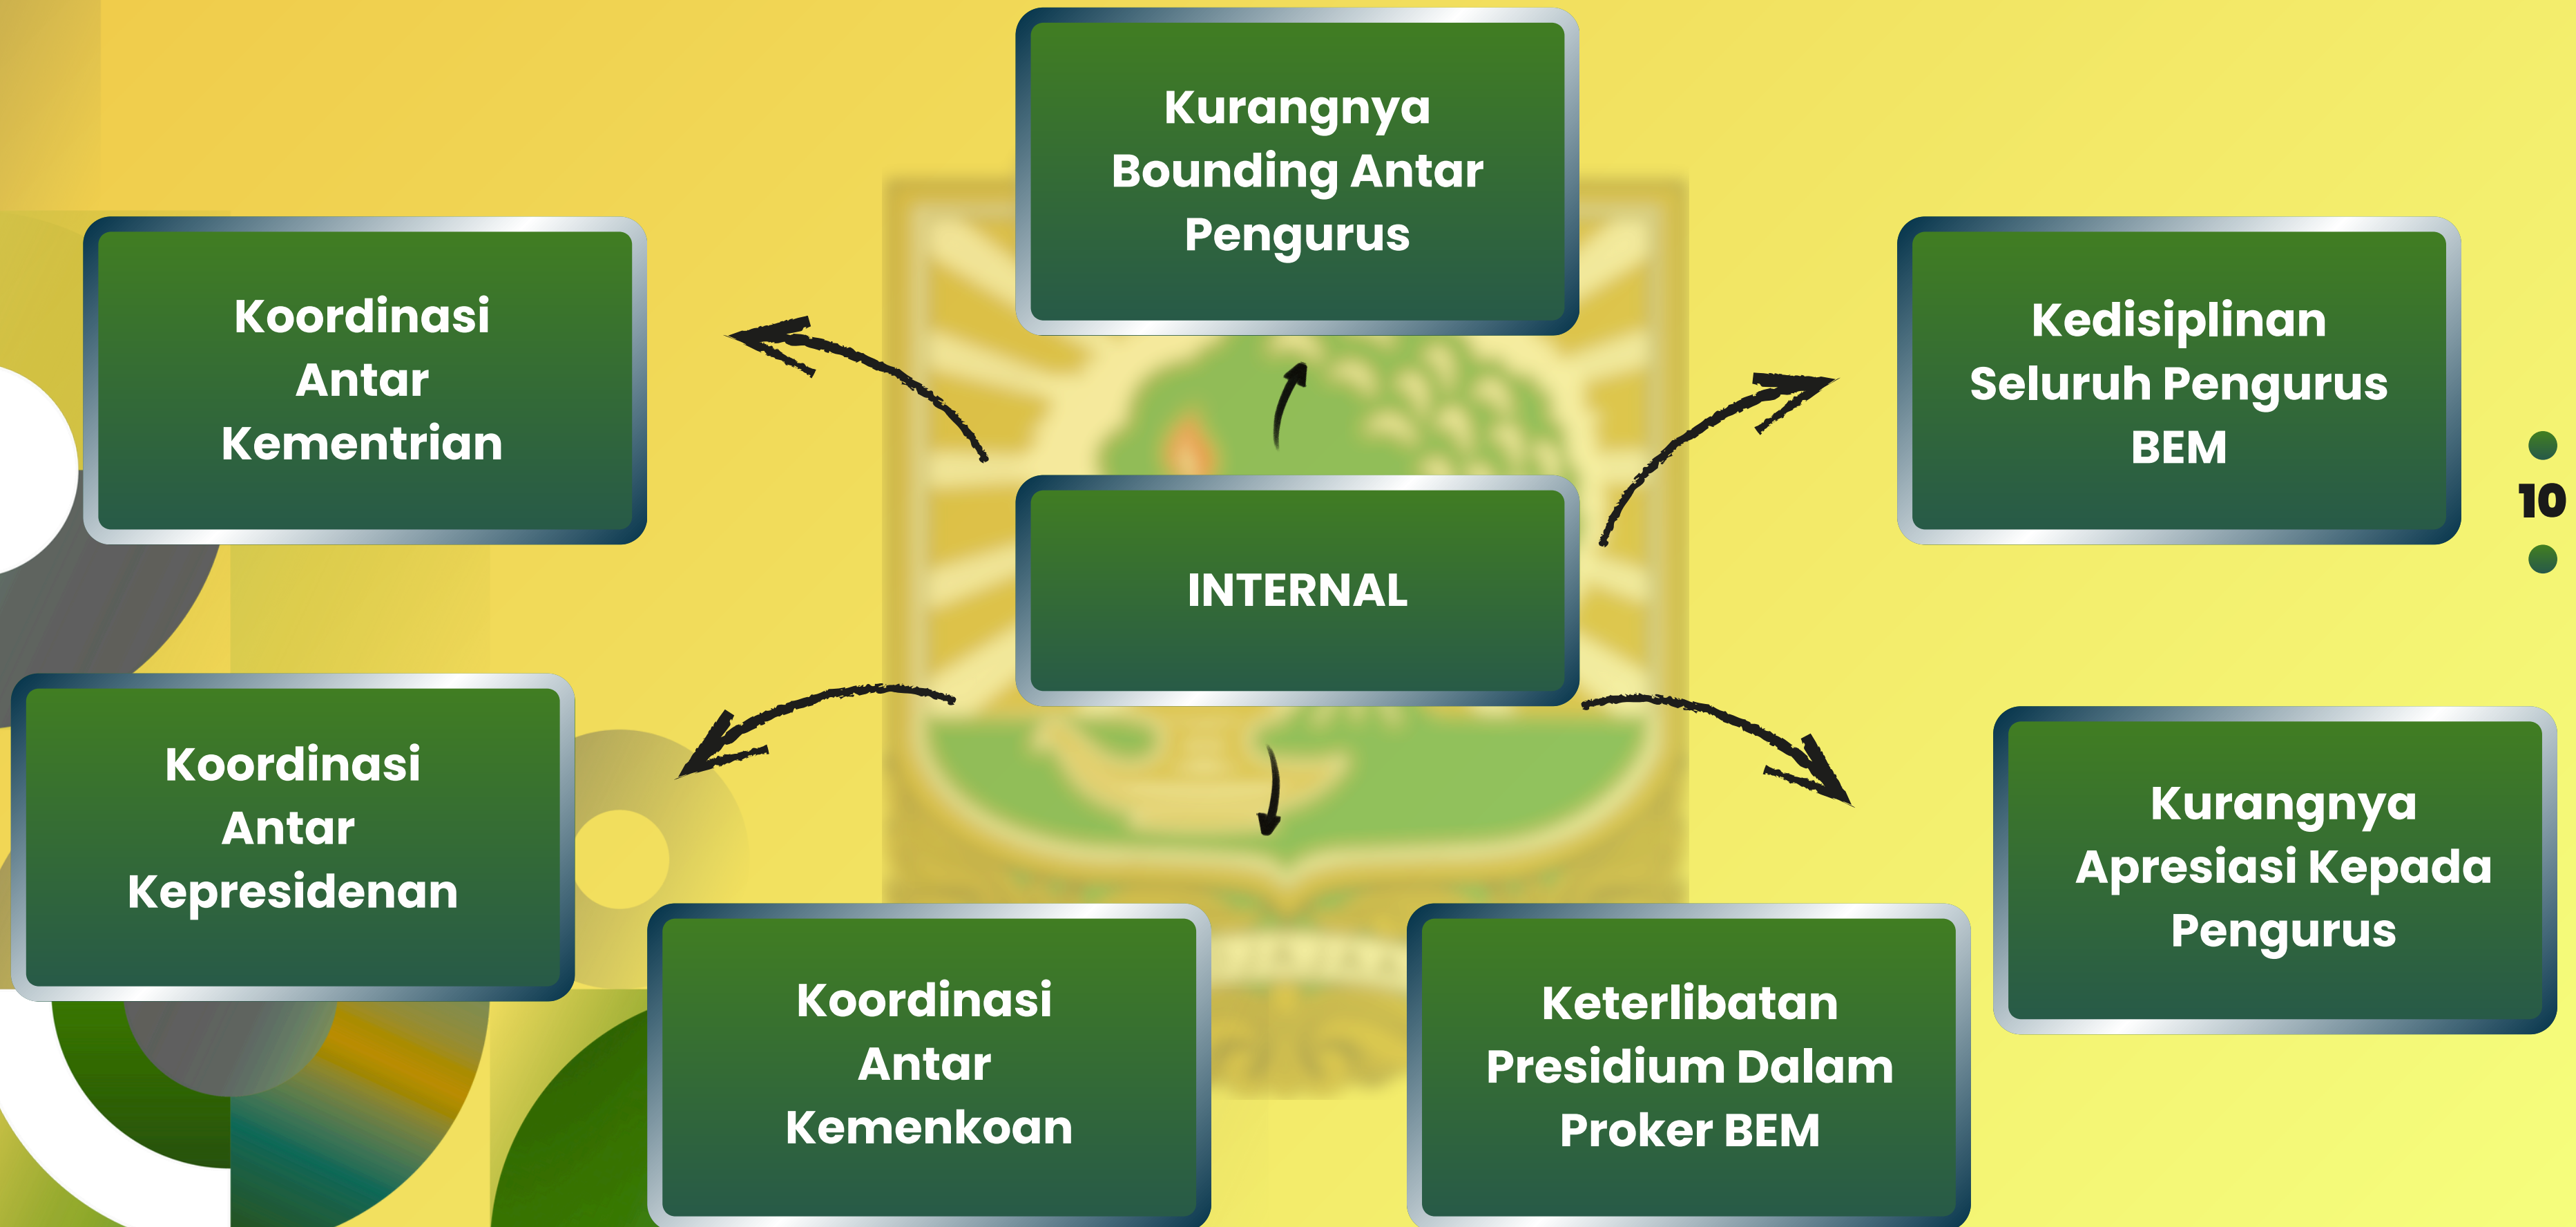 Kurangnya
Bounding Antar
Pengurus
Koordinasi
Antar
Kementrian
Kedisiplinan
Seluruh Pengurus
BEM
10
INTERNAL
Koordinasi
Antar
Kepresidenan
Kurangnya
Apresiasi Kepada
Pengurus
Koordinasi
Antar
Kemenkoan
Keterlibatan
Presidium Dalam
Proker BEM